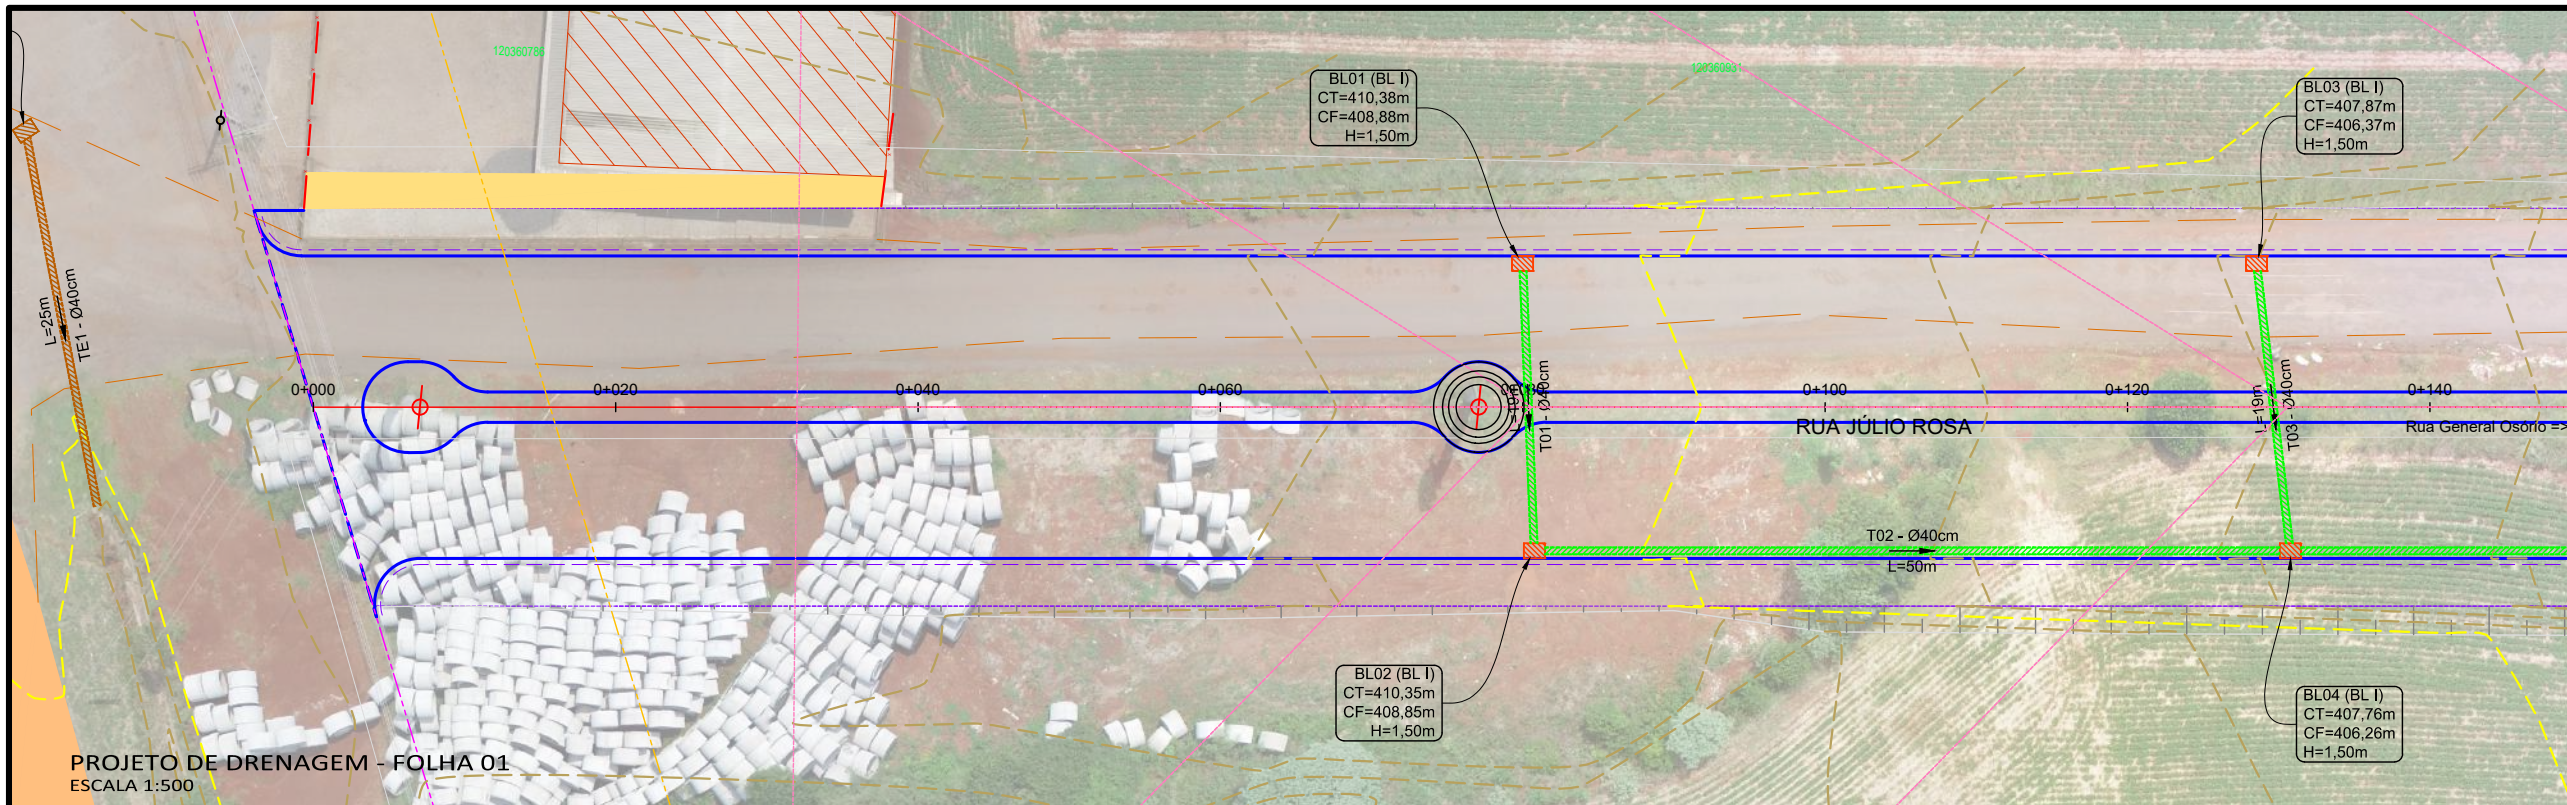 120360788
120360931
BL01 (BL I)
CT=410,38m
CF=408,88m
H=1,50m
BL03 (BL I)
CT=407,87m
CF=406,37m
H=1,50m
L=25m
TE1 - Ø40cm
0+000
0+020
0+040
0+060
0+100
0+120
0+140
T01 - Ø40cm
L=19m
T03 - Ø40cm
RUA JÚLIO ROSA
Rua General Osório =>
T02 - Ø40cm
L=50m
BL02 (BL I)
CT=410,35m
CF=408,85m
H=1,50m
BL04 (BL I)
CT=407,76m
CF=406,26m
H=1,50m
PROJETO DE DRENAGEM - FOLHA 01
ESCALA 1:500